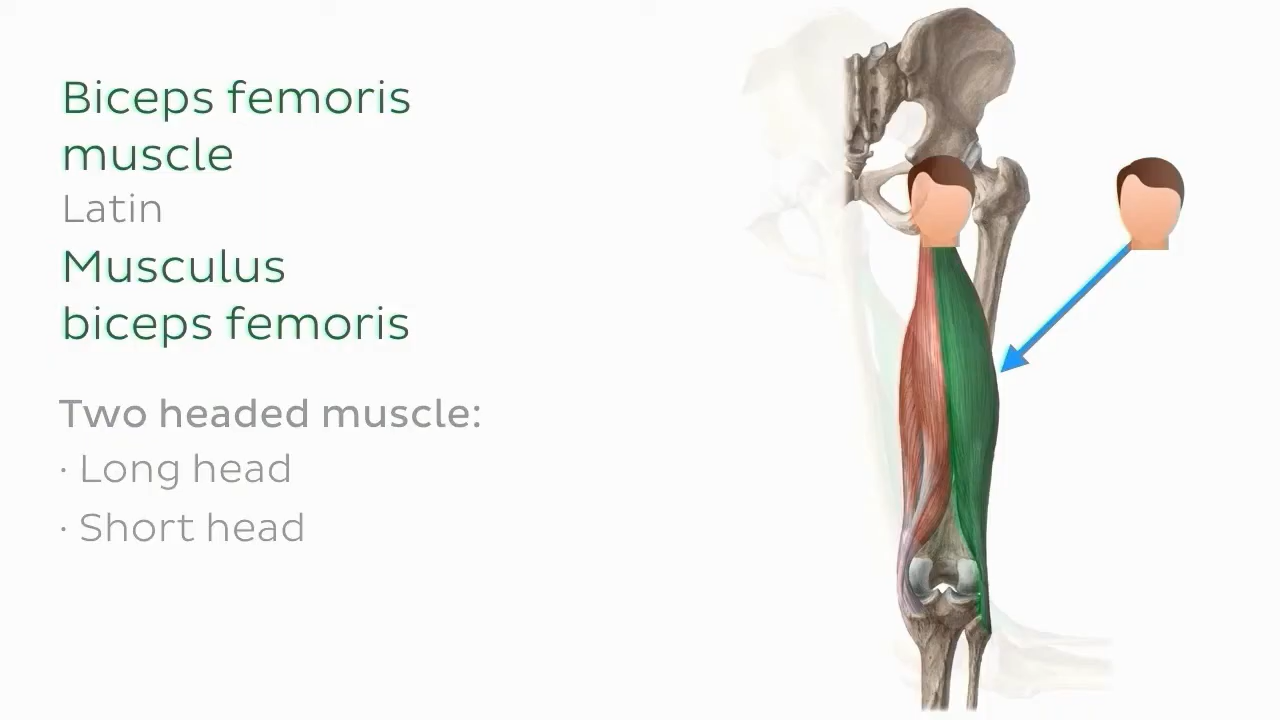 Biceps femoris
muscle
Latin
Musculus
biceps femoris
Two headed muscle:
· Long head
· Short head